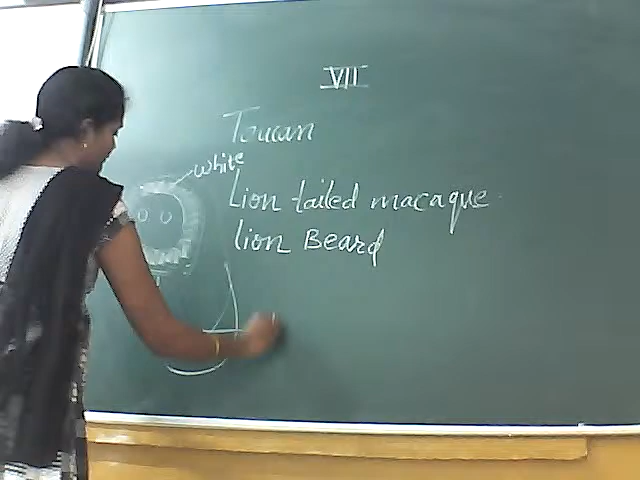 VII
Toucan
white
Lion tailed macaque
lion Beard